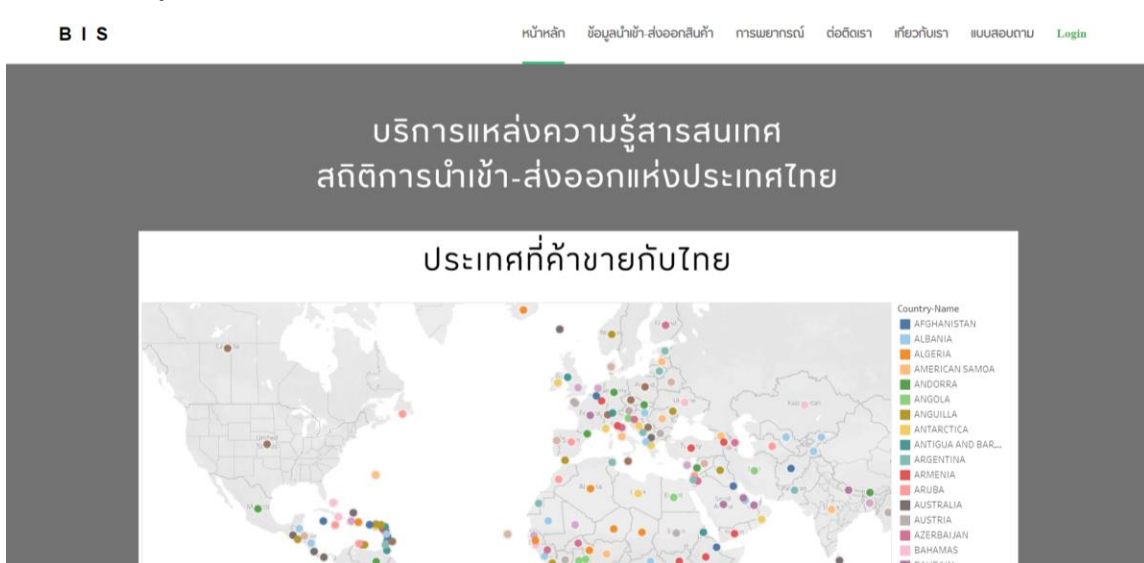 B I S
หน้าหลัก ข้อมูลนำเข้า-ส่งออกสินค้า การพยากรณ์ ต่อติดเรา เกี่ยวกับเรา แบบสอบถาม Login
บริการแหล่งความรู้สารสนเทศ
สถิติการนำเข้า-ส่งออกแห่งประเทศไทย
ประเทศที่ค้าขายกับไทย
Country-Name
AFGHANISTAN
ALBANIA
ALGERIA
AMERICAN SAMOA
ANDORRA
ANGOLA
ANGUILLA
ANTARCTICA
ANTIGUA AND BAR...
ARGENTINA
ARMENIA
ARUBA
AUSTRALIA
AUSTRIA
AZERBAIJAN
BAHAMAS
United